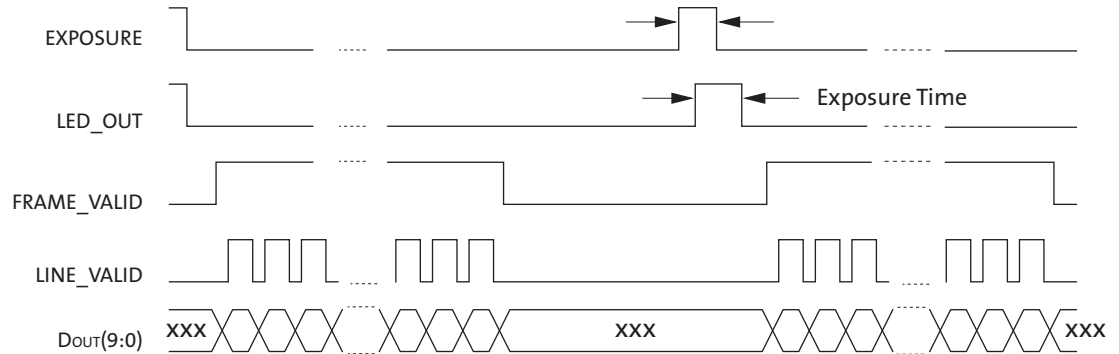 EXPOSURE
LED_OUT
Exposure Time
FRAME_VALID
LINE_VALID
DOUT(9:0)
XXX
XXX
XXX